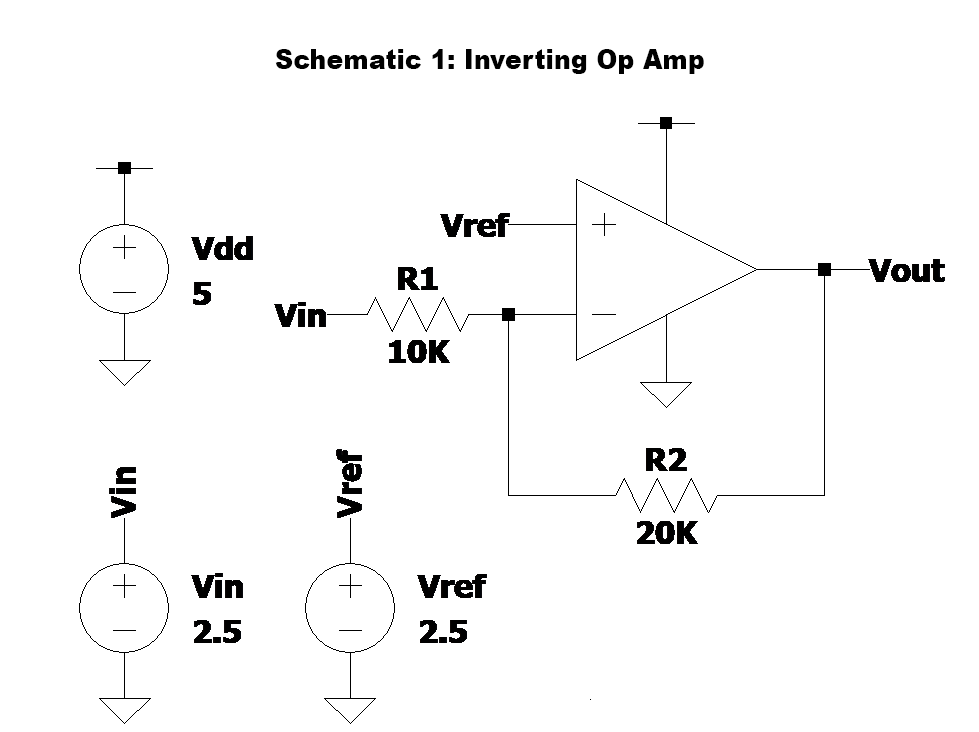 Schematic 1: Inverting Op Amp
Vdd
5
Vref
R1
Vin
10K
Vout
R2
20K
Vin
Vin
2.5
Vref
Vref
2.5